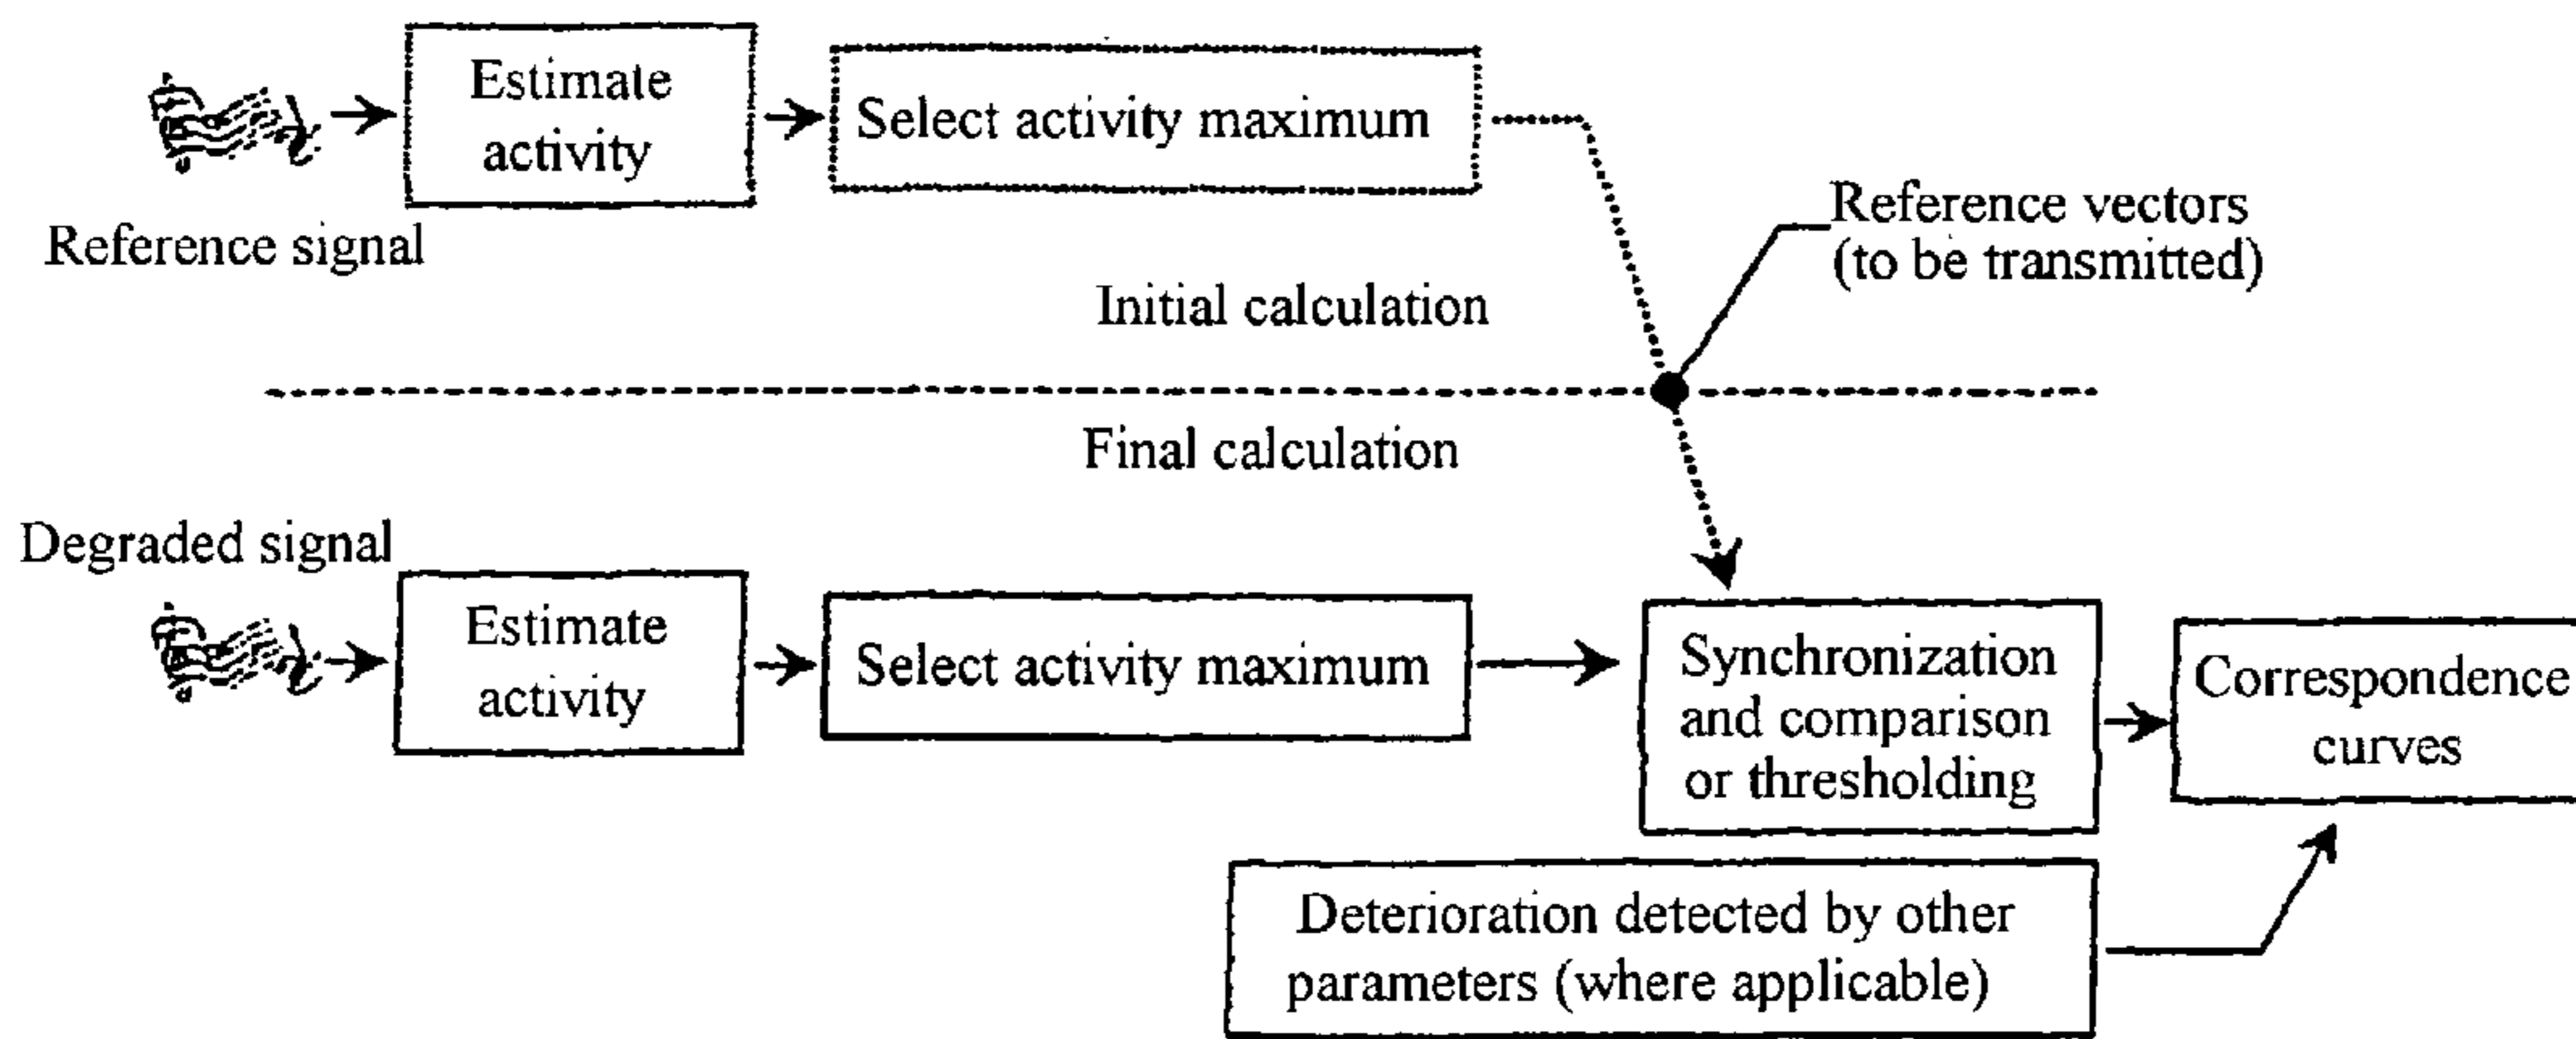 Estimate
activity
Select activity maximum
Reference signal
Reference vectors
(to be transmitted)
Initial calculation
Final calculation
Degraded signal
Estimate
activity
Select activity maximum
Synchronization
and comparison
or thresholding
Correspondence
curves
Deterioration detected by other
parameters (where applicable)